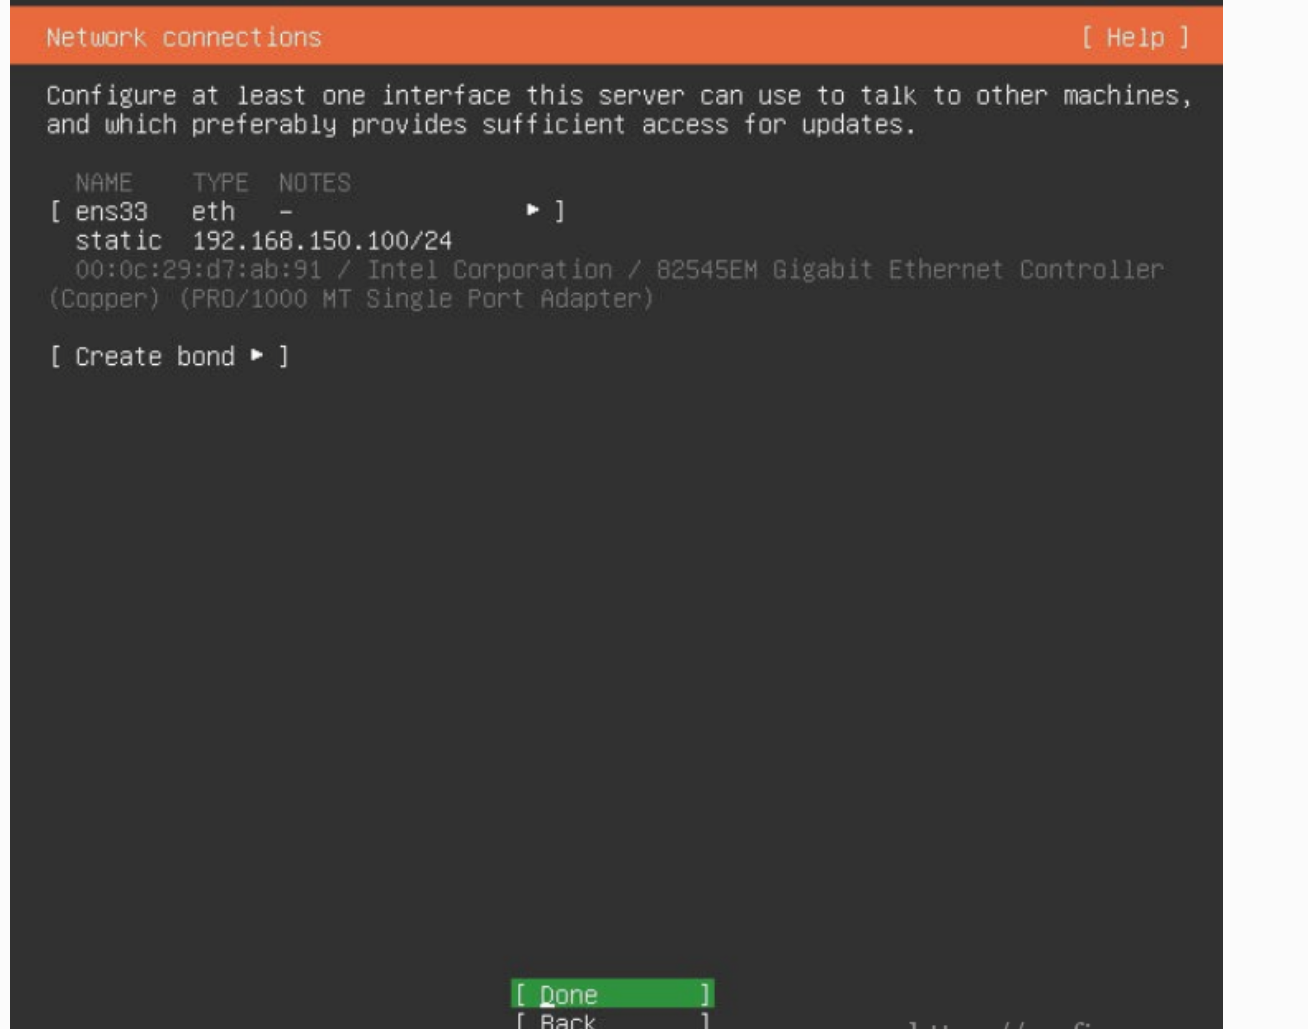 Network connections [ Help ]
Configure at least one interface this server can use to talk to other machines,
and which preferably provides sufficient access for updates.
NAME TYPE NOTES
[ ens33 eth - ▸ ]
static 192.168.150.100/24
00:0c:29:d7:ab:91 / Intel Corporation / 82545EM Gigabit Ethernet Controller
(Copper) (PRO/1000 MT Single Port Adapter)
[ Create bond ▸ ]
[ Done ]
[ Back ]